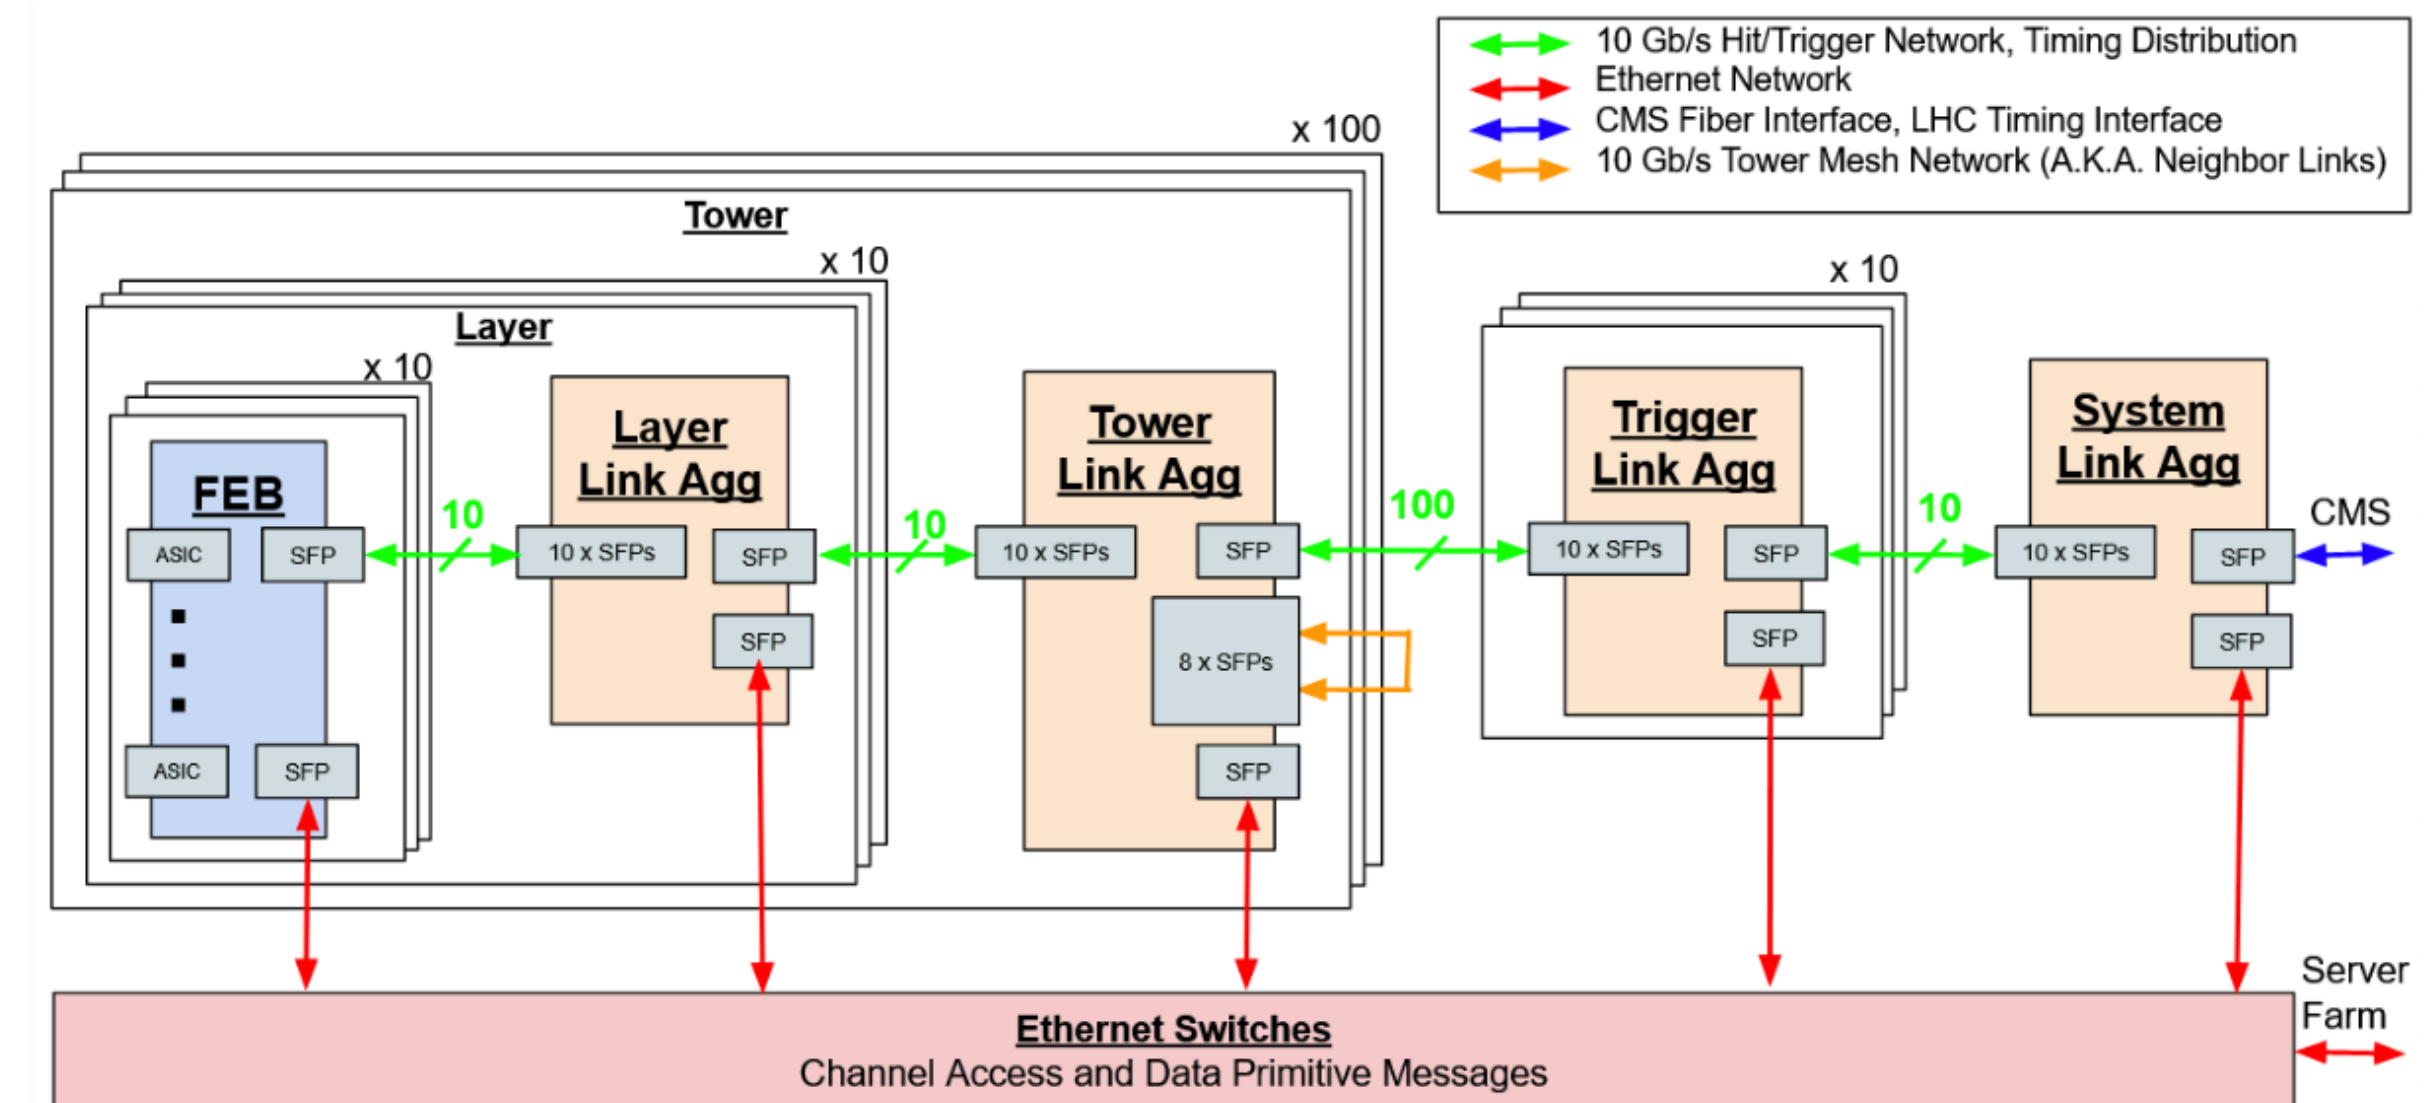 10 Gb/s Hit/Trigger Network, Timing Distribution
Ethernet Network
CMS Fiber Interface, LHC Timing Interface
10 Gb/s Tower Mesh Network (A.K.A. Neighbor Links)
x 100
Tower
x 10
Layer
x 10
FEB
ASIC
SFP
ASIC
SFP
10
Layer
Link Agg
10 x SFPs
SFP
SFP
10
Tower
Link Agg
10 x SFPs
SFP
8 x SFPs
SFP
100
x 10
Trigger
Link Agg
10 x SFPs
SFP
SFP
10
System
Link Agg
10 x SFPs
SFP
SFP
CMS
Server
Farm
Ethernet Switches
Channel Access and Data Primitive Messages